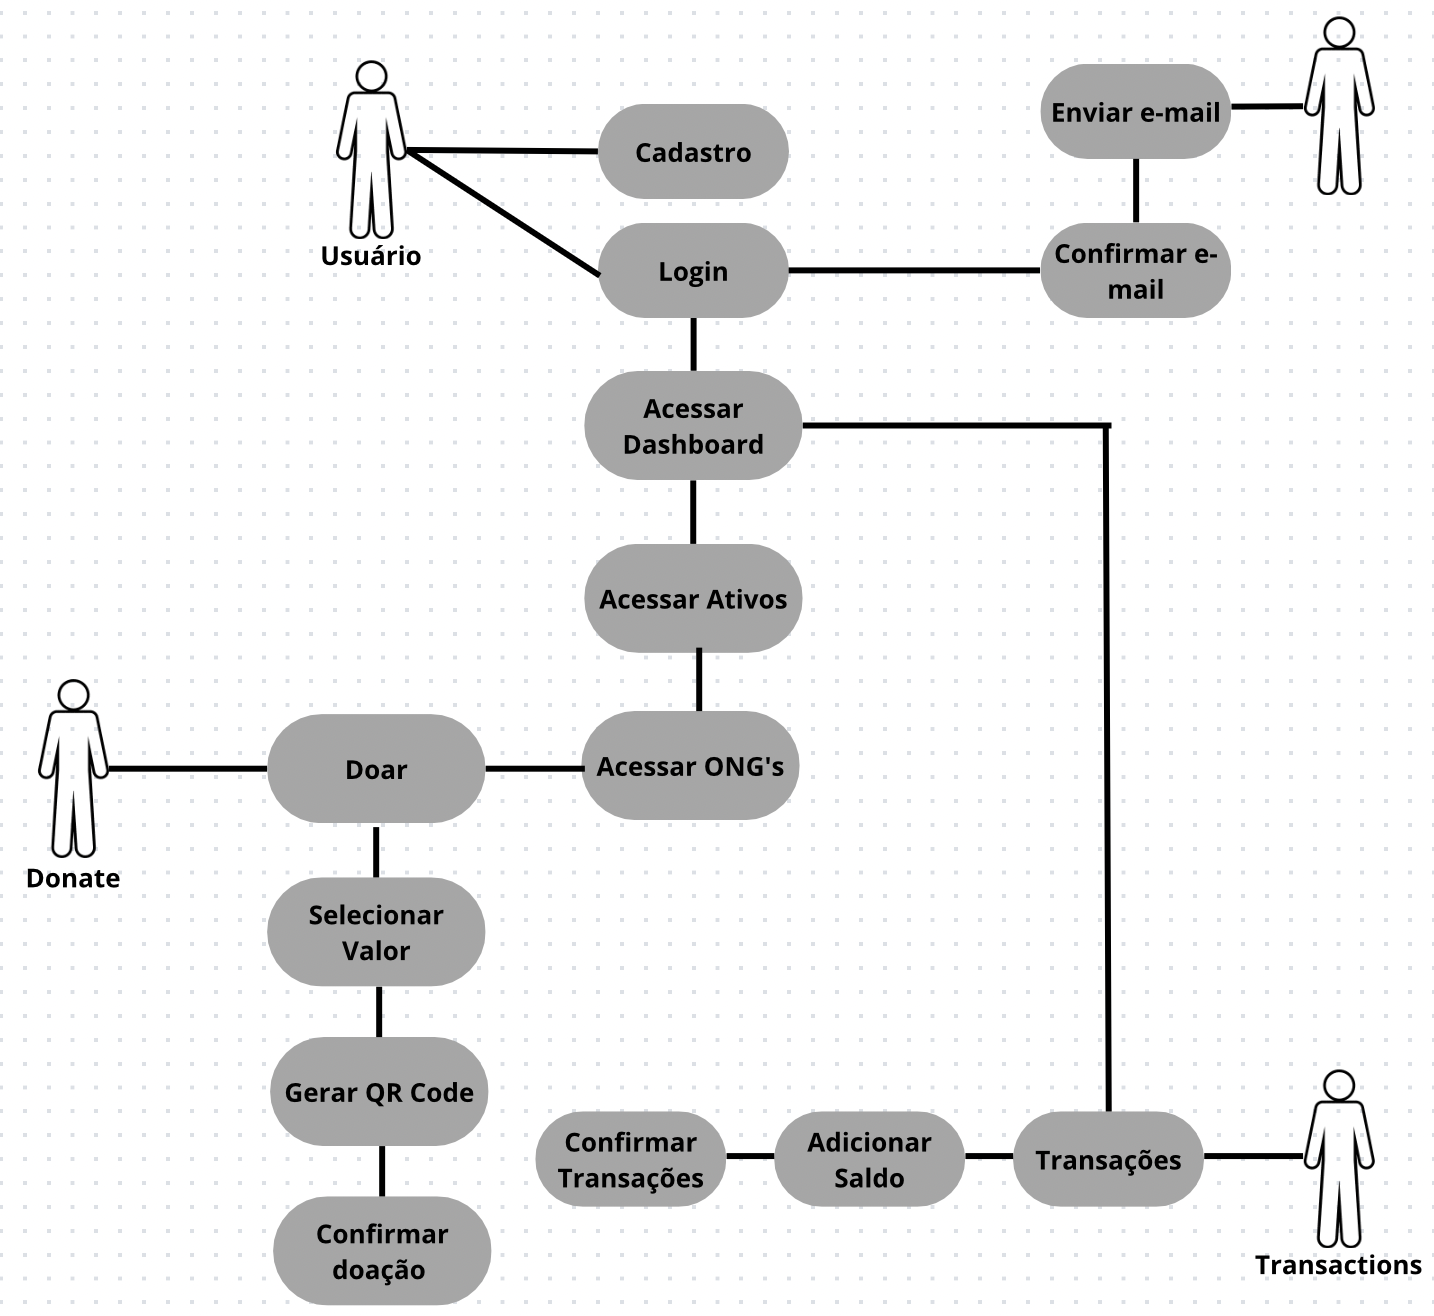 Enviar e-mail
Cadastro
Usuário
Login
Confirmar e-
mail
Acessar
Dashboard
Acessar Ativos
Doar
Acessar ONG's
Donate
Selecionar
Valor
Gerar QR Code
Confirmar
Transações
Adicionar
Saldo
Transações
Confirmar
doação
Transactions